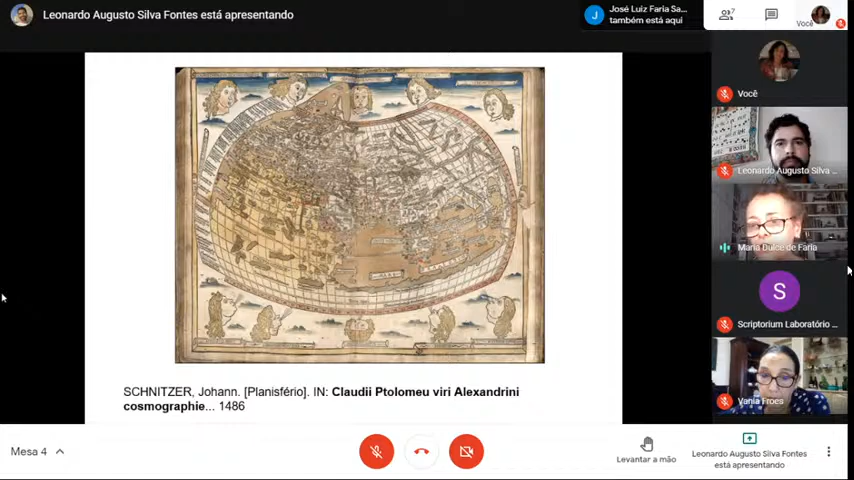 Leonardo Augusto Silva Fontes está apresentando
José Luiz Faria Sa...
também está aqui
J
7
Você
Você
Leonardo Augusto Silva ...
Maria Dulce de Faria
S
Scriptorium Laboratório ...
Vania Froes
SCHNITZER, Johann. [Planisfério]. IN: Claudii Ptolomeu viri Alexandrini
cosmographie... 1486
Mesa 4
Levantar a mão
Leonardo Augusto Silva Fontes
está apresentando